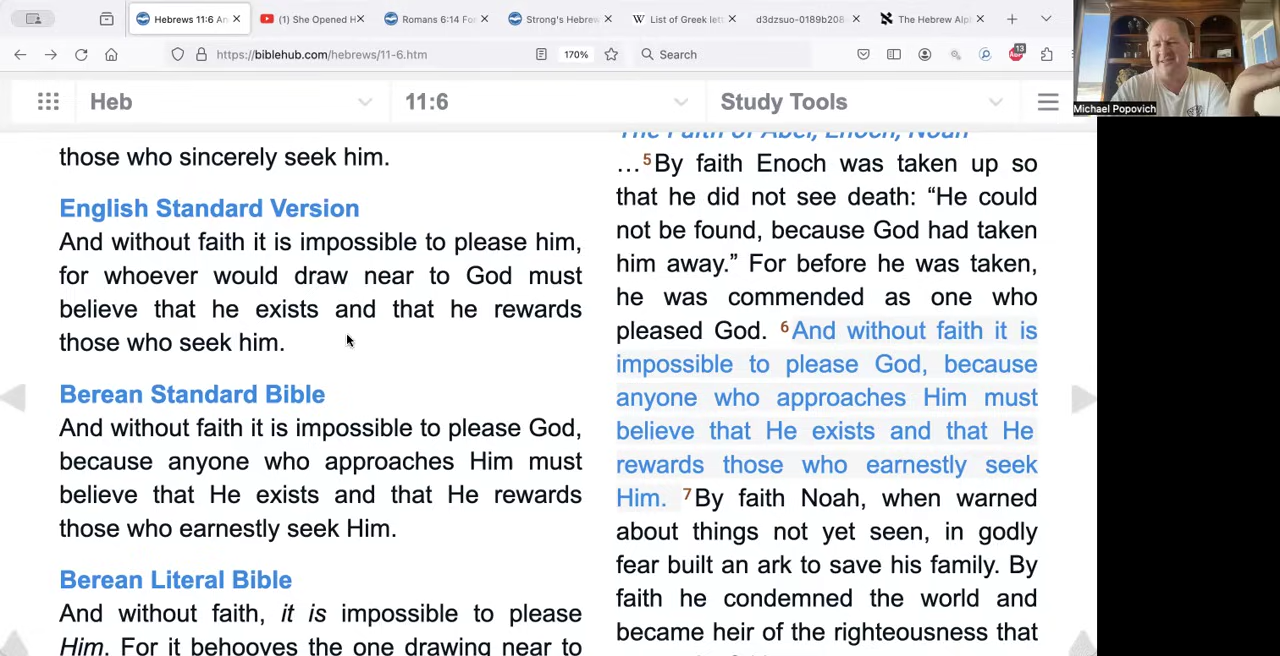 Hebrews 11:6 An
(1) She Opened H
Romans 6:14 For
Strong's Hebrew
List of Greek lett
d3dzsuo-0189b208
The Hebrew Alp
https://biblehub.com/hebrews/11-6.htm
170%
Search
13
Michael Popovich
Heb
11:6
Study Tools
those who sincerely seek him.
English Standard Version
And without faith it is impossible to please him,
for whoever would draw near to God must
believe that he exists and that he rewards
those who seek him.
Berean Standard Bible
And without faith it is impossible to please God,
because anyone who approaches Him must
believe that He exists and that He rewards
those who earnestly seek Him.
Berean Literal Bible
And without faith, it is impossible to please
Him. For it behooves the one drawing near to
The Faith of Abel, Enoch, Noah
…5By faith Enoch was taken up so
that he did not see death: “He could
not be found, because God had taken
him away.” For before he was taken,
he was commended as one who
pleased God. 6And without faith it is
impossible to please God, because
anyone who approaches Him must
believe that He exists and that He
rewards those who earnestly seek
Him. 7By faith Noah, when warned
about things not yet seen, in godly
fear built an ark to save his family. By
faith he condemned the world and
became heir of the righteousness that